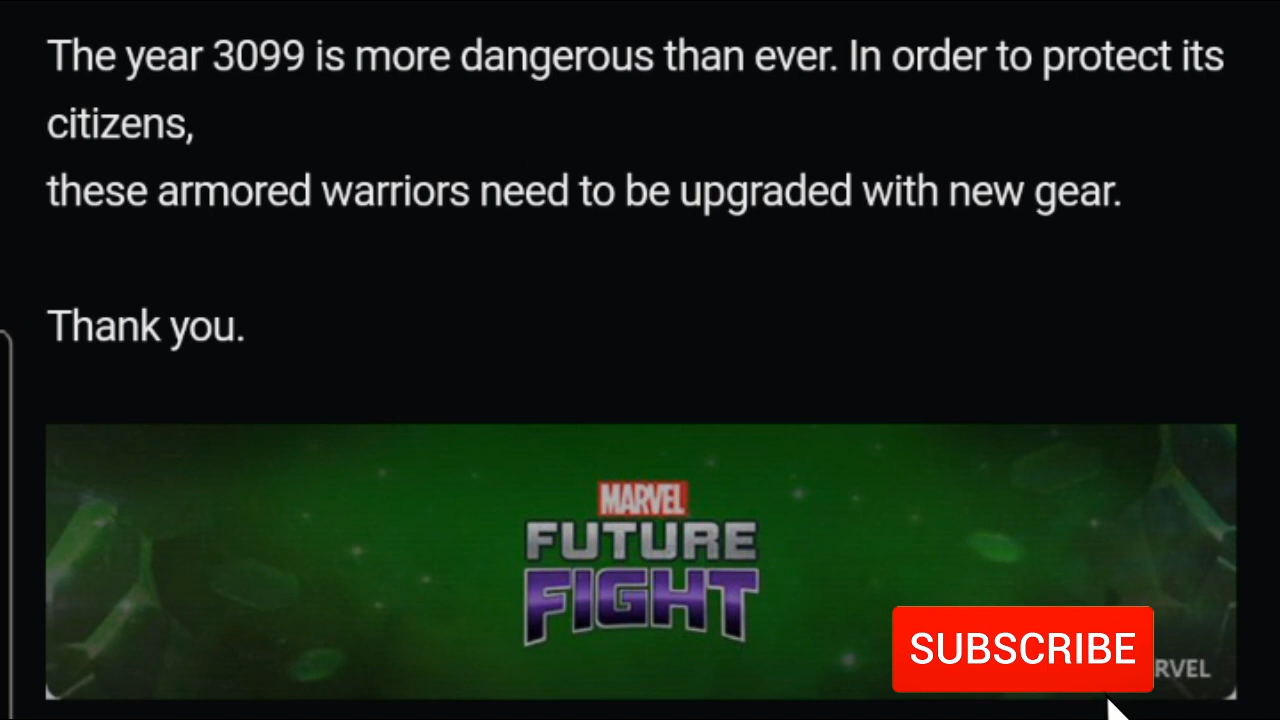 The year 3099 is more dangerous than ever. In order to protect its
citizens,
these armored warriors need to be upgraded with new gear.
Thank you.
MARVEL
FUTURE
FIGHT
SUBSCRIBE
RVEL